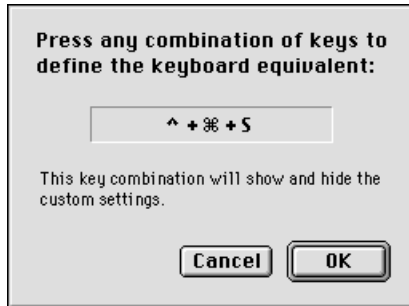 Press any combination of keys to
define the keyboard equivalent:
^ + ⌘ + S
This key combination will show and hide the
custom settings.
Cancel OK